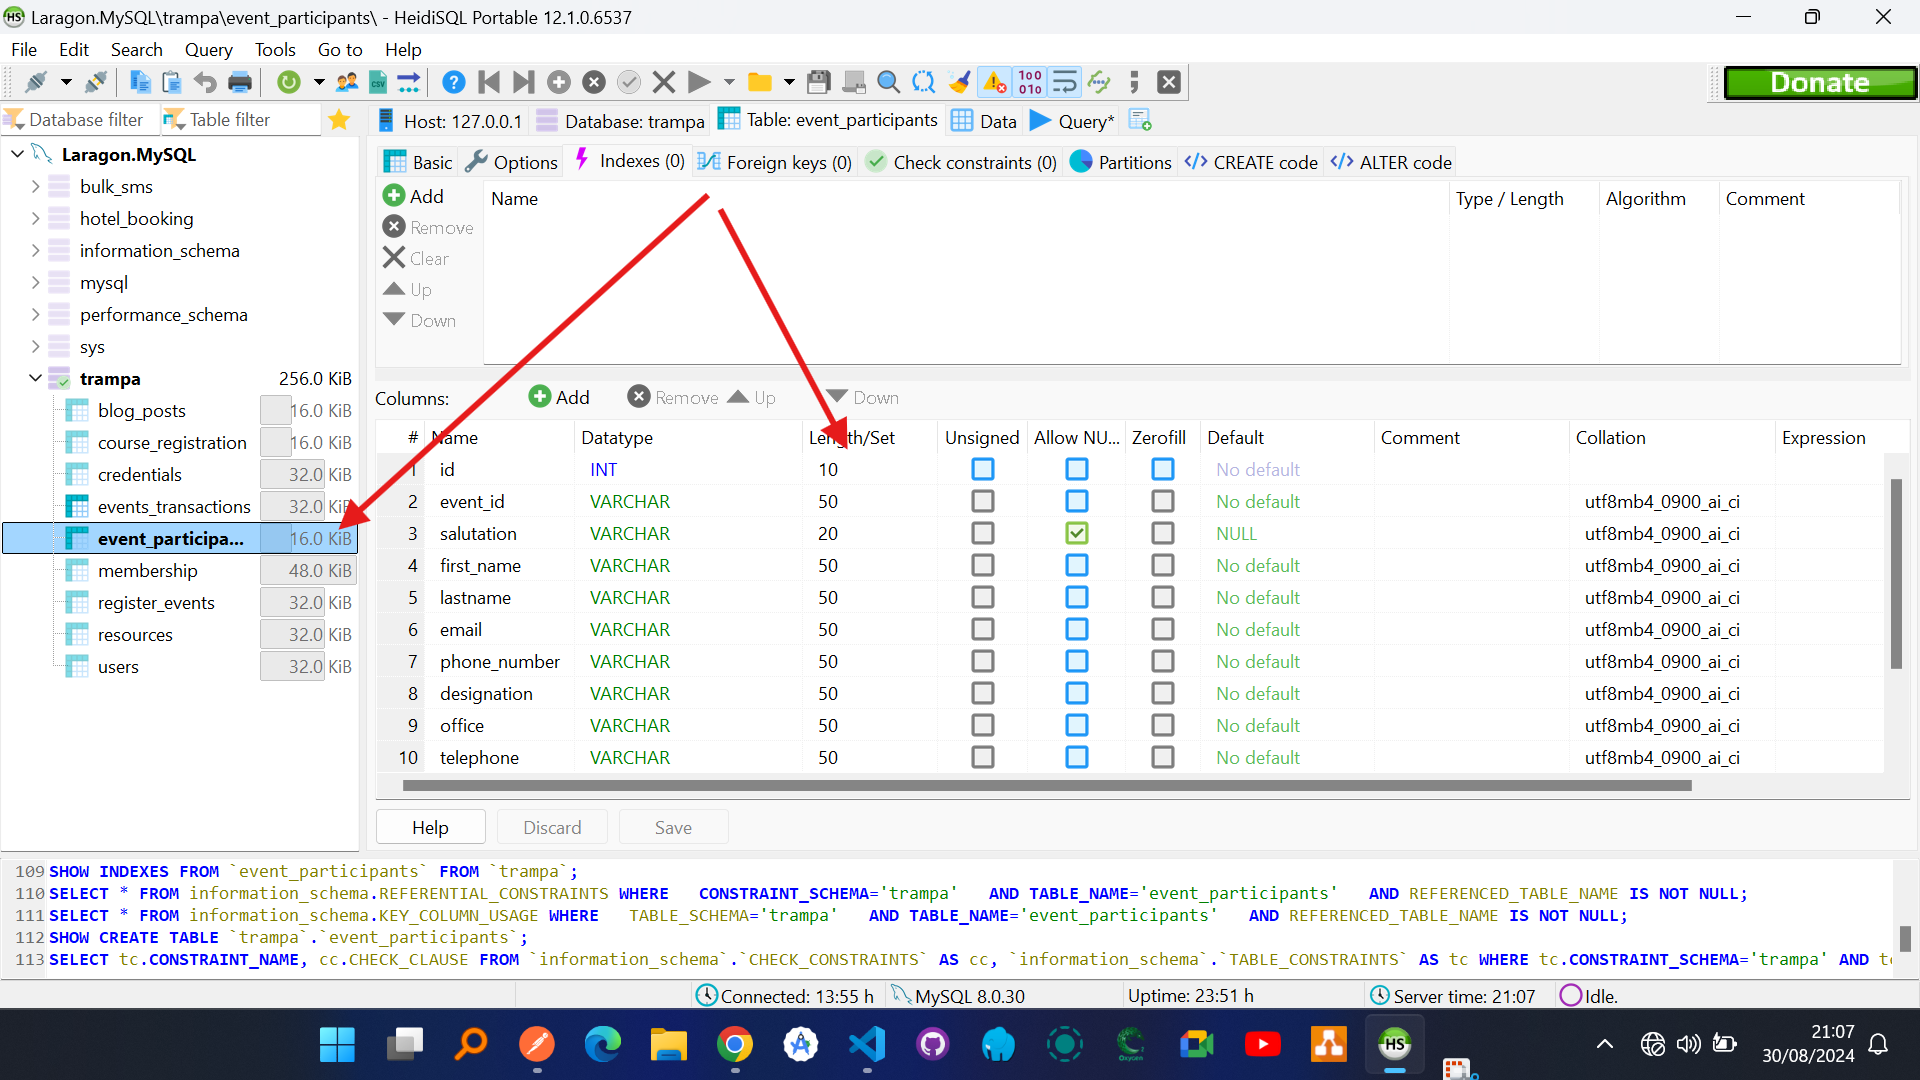 Laragon.MySQL\trampa\event_participants\ - HeidiSQL Portable 12.1.0.6537
File Edit Search Query Tools Go to Help
Donate
Database filter Table filter Host: 127.0.0.1 Database: trampa Table: event_participants Data Query*
Laragon.MySQL
bulk_sms
hotel_booking
information_schema
mysql
performance_schema
sys
trampa 256.0 KiB
blog_posts 16.0 KiB
course_registration 16.0 KiB
credentials 32.0 KiB
events_transactions 32.0 KiB
event_participa... 16.0 KiB
membership 48.0 KiB
register_events 32.0 KiB
resources 32.0 KiB
users 32.0 KiB
Basic Options Indexes (0) Foreign keys (0) Check constraints (0) Partitions CREATE code ALTER code
Add
Remove
Clear
Up
Down
Name Type / Length Algorithm Comment
Columns: Add Remove Up Down
# Name Datatype Length/Set Unsigned Allow NU... Zerofill Default Comment Collation Expression
1 id INT 10 No default
2 event_id VARCHAR 50 No default utf8mb4_0900_ai_ci
3 salutation VARCHAR 20 NULL utf8mb4_0900_ai_ci
4 first_name VARCHAR 50 No default utf8mb4_0900_ai_ci
5 lastname VARCHAR 50 No default utf8mb4_0900_ai_ci
6 email VARCHAR 50 No default utf8mb4_0900_ai_ci
7 phone_number VARCHAR 50 No default utf8mb4_0900_ai_ci
8 designation VARCHAR 50 No default utf8mb4_0900_ai_ci
9 office VARCHAR 50 No default utf8mb4_0900_ai_ci
10 telephone VARCHAR 50 No default utf8mb4_0900_ai_ci
Help Discard Save
109 SHOW INDEXES FROM `event_participants` FROM `trampa`;
110 SELECT * FROM information_schema.REFERENTIAL_CONSTRAINTS WHERE CONSTRAINT_SCHEMA='trampa' AND TABLE_NAME='event_participants' AND REFERENCED_TABLE_NAME IS NOT NULL;
111 SELECT * FROM information_schema.KEY_COLUMN_USAGE WHERE TABLE_SCHEMA='trampa' AND TABLE_NAME='event_participants' AND REFERENCED_TABLE_NAME IS NOT NULL;
112 SHOW CREATE TABLE `trampa`.`event_participants`;
113 SELECT tc.CONSTRAINT_NAME, cc.CHECK_CLAUSE FROM `information_schema`.`CHECK_CONSTRAINTS` AS cc, `information_schema`.`TABLE_CONSTRAINTS` AS tc WHERE tc.CONSTRAINT_SCHEMA='trampa' AND tc
Connected: 13:55 h MySQL 8.0.30 Uptime: 23:51 h Server time: 21:07 Idle.
21:07
30/08/2024